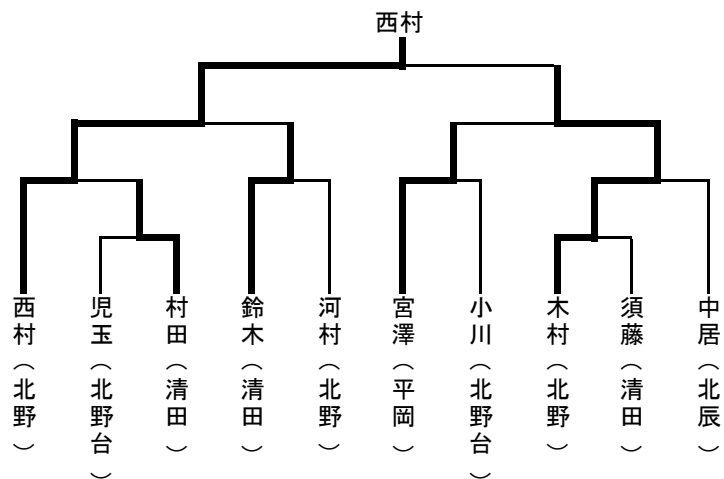 西村
西村（北野）
児玉（北野台）
村田（清田）
鈴木（清田）
河村（北野）
宮澤（平岡）
小川（北野台）
木村（北野）
須藤（清田）
中居（北辰）